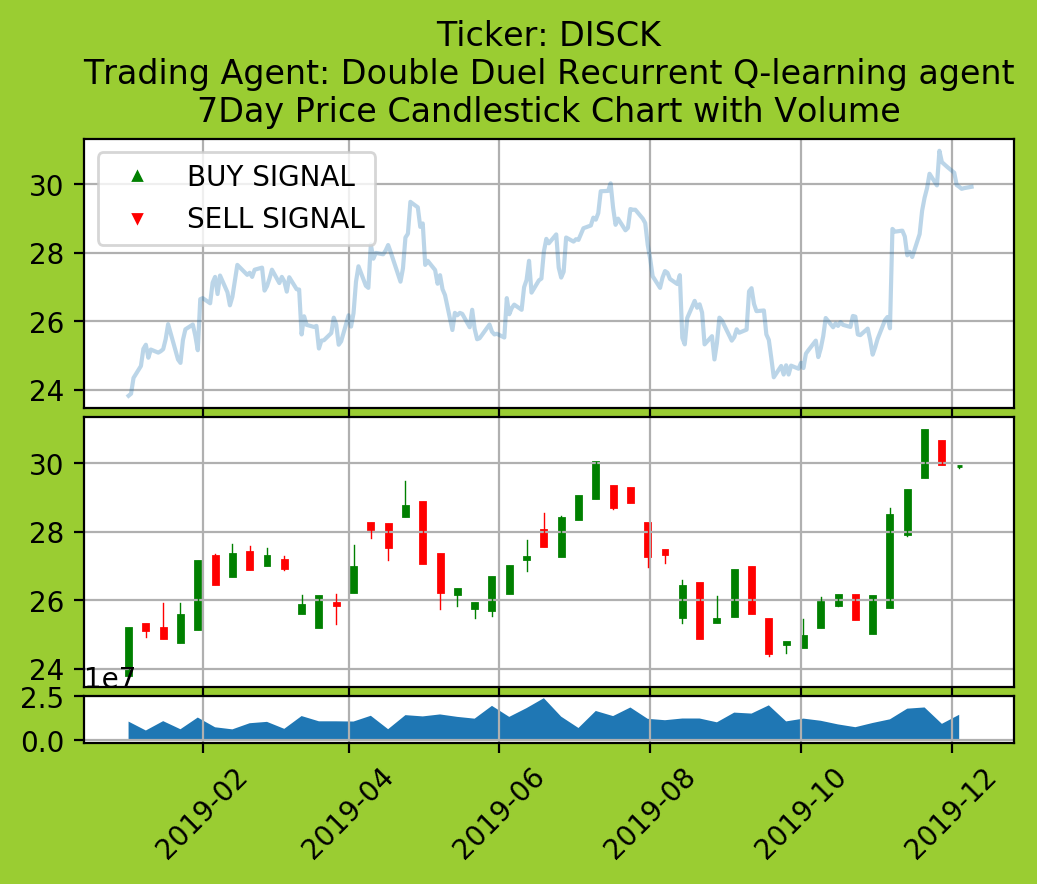 Ticker: DISCK
Trading Agent: Double Duel Recurrent Q-learning agent
7Day Price Candlestick Chart with Volume
BUY SIGNAL
SELL SIGNAL
30
28
26
24
30
28
26
24
1e7
2.5
0.0
2019-02
2019-04
2019-06
2019-08
2019-10
2019-12